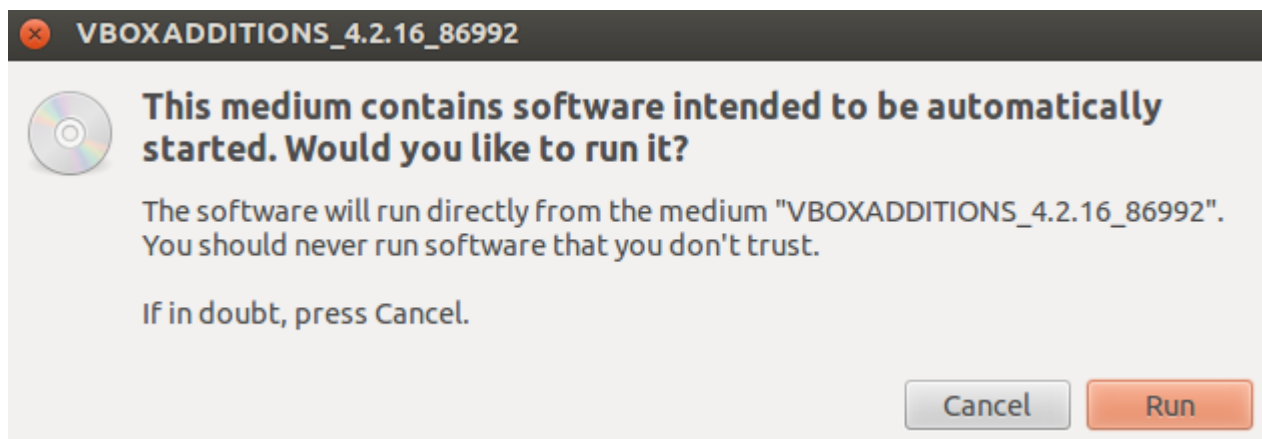 VBOXADDITIONS_4.2.16_86992
This medium contains software intended to be automatically
started. Would you like to run it?
The software will run directly from the medium "VBOXADDITIONS_4.2.16_86992".
You should never run software that you don't trust.
If in doubt, press Cancel.
Cancel Run